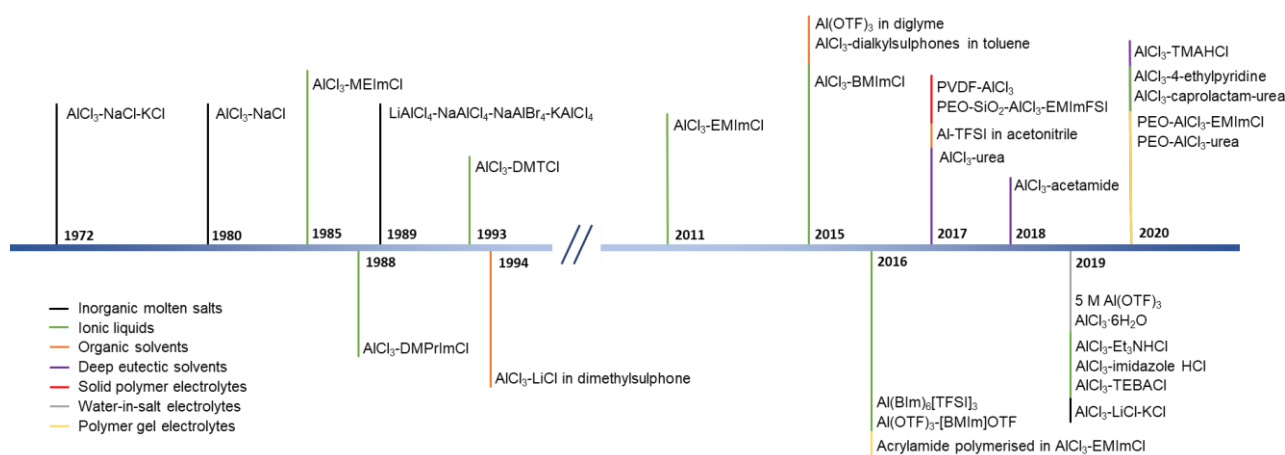 Al(OTF)₃ in diglyme
AlCl₃-dialkylsulphones in toluene
AlCl₃-TMAHCl
AlCl₃-MEImCl
AlCl₃-BMImCl
PVDF-AlCl₃
AlCl₃-4-ethylpyridine
AlCl₃-caprolactam-urea
AlCl₃-NaCl-KCl
AlCl₃-NaCl
LiAlCl₄-NaAlCl₄-NaAlBr₄-KAlCl₄
AlCl₃-EMImCl
PEO-SiO₂-AlCl₃-EMImFSI
PEO-AlCl₃-EMImCl
Al-TFSI in acetonitrile
PEO-AlCl₃-urea
AlCl₃-DMTCl
AlCl₃-urea
AlCl₃-acetamide
1972
1980
1985
1989
1993
2011
2015
2017
2018
2020
1988
1994
2016
2019
Inorganic molten salts
Ionic liquids
Organic solvents
Deep eutectic solvents
Solid polymer electrolytes
Water-in-salt electrolytes
Polymer gel electrolytes
AlCl₃-DMPrImCl
AlCl₃-LiCl in dimethylsulphone
Al(BIm)₆[TFSI]₃
Al(OTF)₃-[BMIm]OTF
Acrylamide polymerised in AlCl₃-EMImCl
5 M Al(OTF)₃
AlCl₃·6H₂O
AlCl₃-Et₃NHCl
AlCl₃-imidazole HCl
AlCl₃-TEBACl
AlCl₃-LiCl-KCl